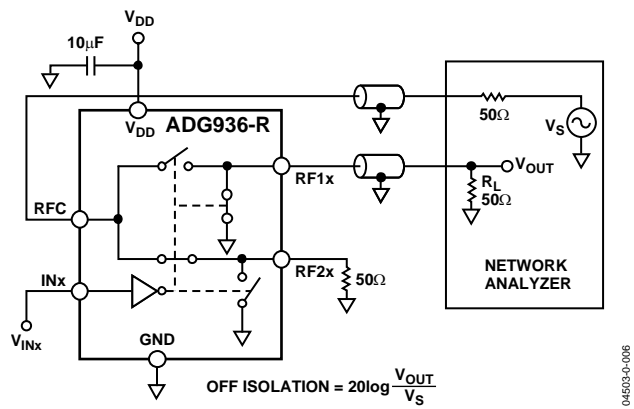 VDD
10μF
VDD
ADG936-R
50Ω
VS
RF1x
VOUT
RL
50Ω
RFC
RF2x
50Ω
INx
NETWORK
ANALYZER
VINx
GND
OFF ISOLATION = 20log VOUT
VS
04503-0-006